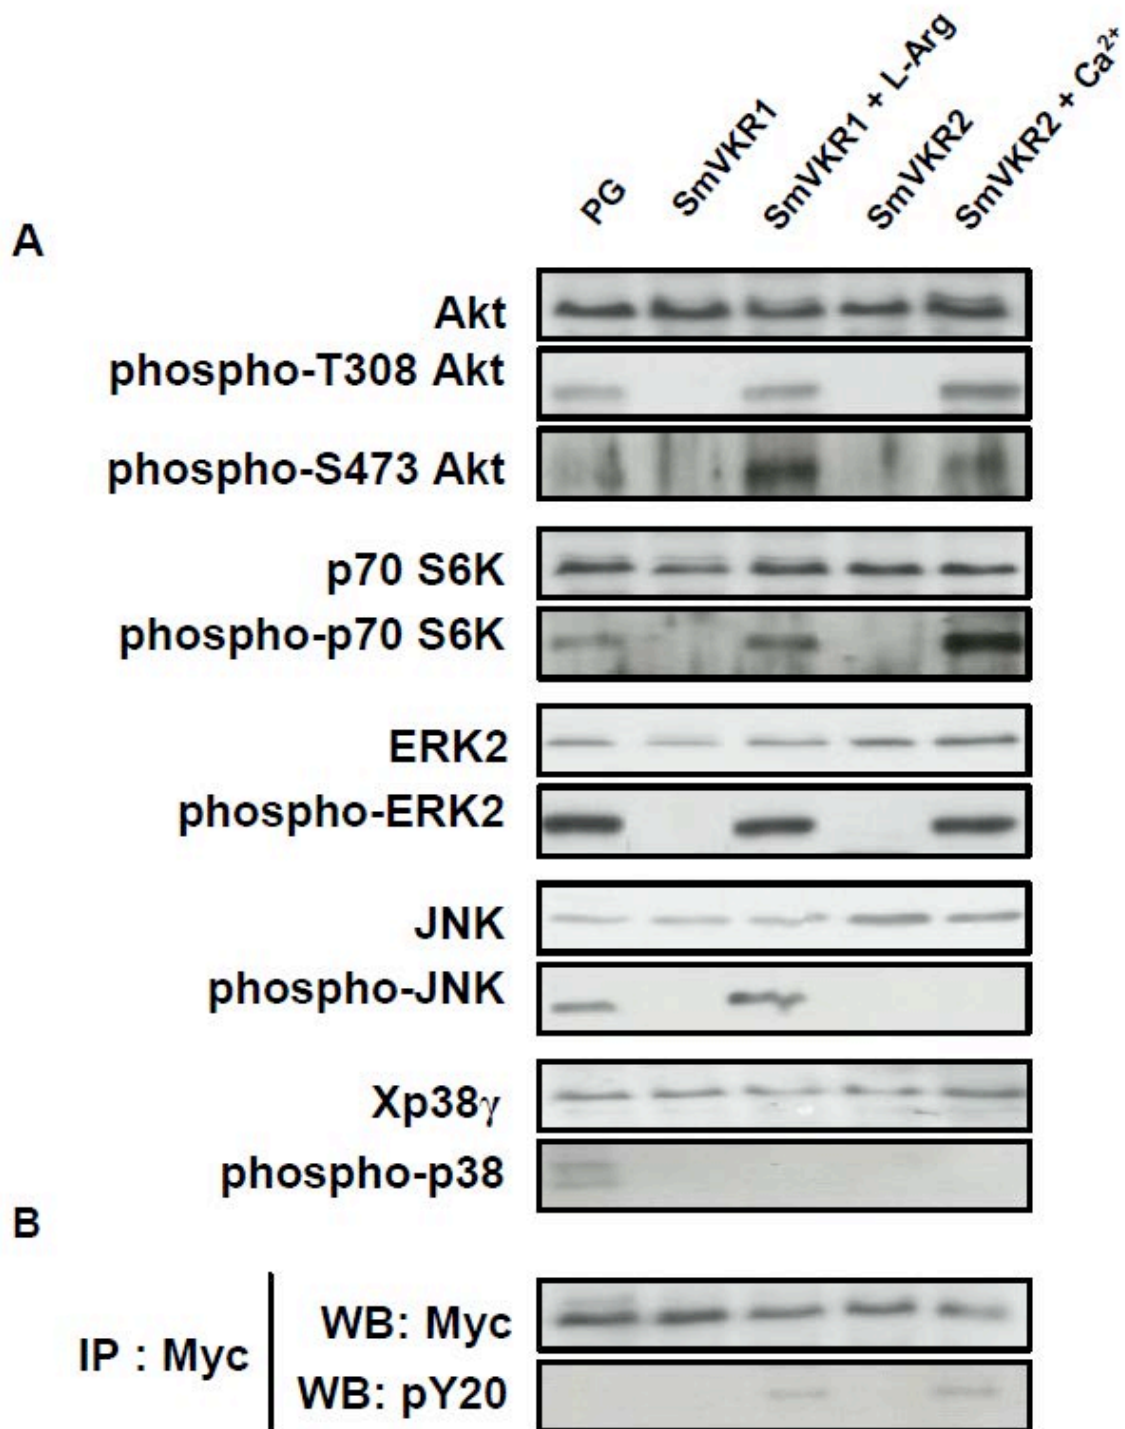 PG
SmVKR1
SmVKR1 + L-Arg
SmVKR2
SmVKR2 + Ca²⁺
A
Akt
phospho-T308 Akt
phospho-S473 Akt
p70 S6K
phospho-p70 S6K
ERK2
phospho-ERK2
JNK
phospho-JNK
Xp38γ
phospho-p38
B
IP : Myc
WB: Myc
WB: pY20